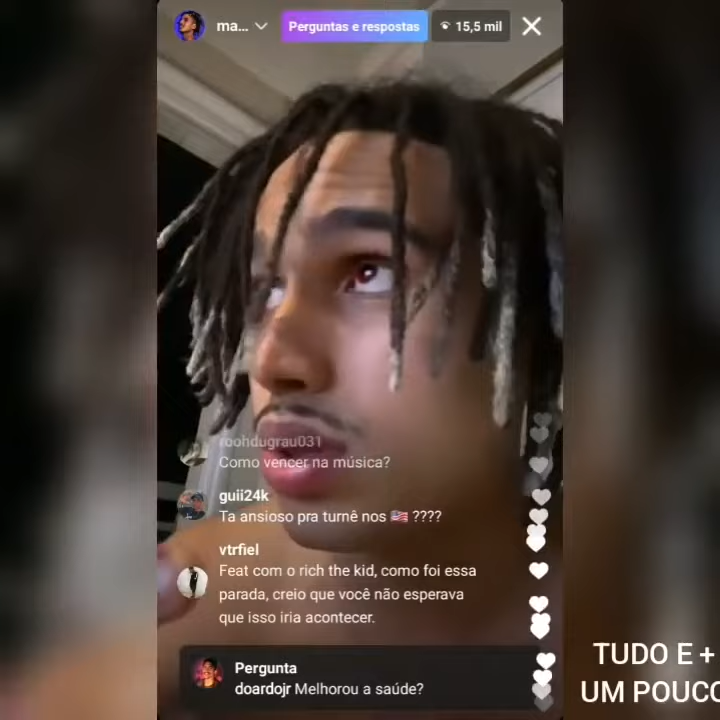 ma...
Perguntas e respostas
15,5 mil
roohdugrau031
Como vencer na música?
guii24k
Ta ansioso pra turnê nos 🇺🇸 ????
vtrfiel
Feat com o rich the kid, como foi essa
parada, creio que você não esperava
que isso iria acontecer.
Pergunta
doardojr Melhorou a saúde?
TUDO E +
UM POUCO